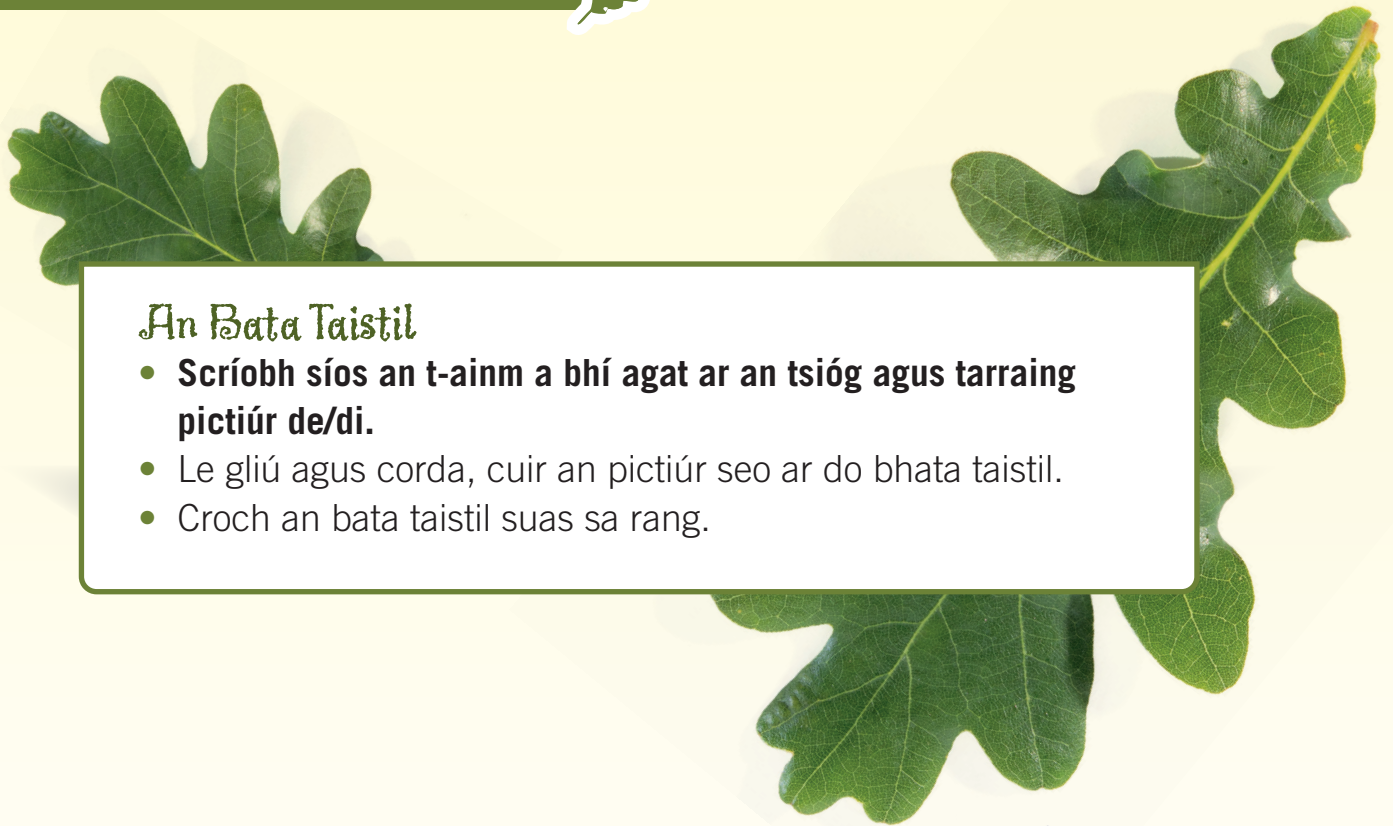 An Bata Taistil
• Scríobh síos an t-ainm a bhí agat ar an tsióg agus tarraing
pictiúr de/di.
• Le gliú agus corda, cuir an pictiúr seo ar do bhata taistil.
• Croch an bata taistil suas sa rang.